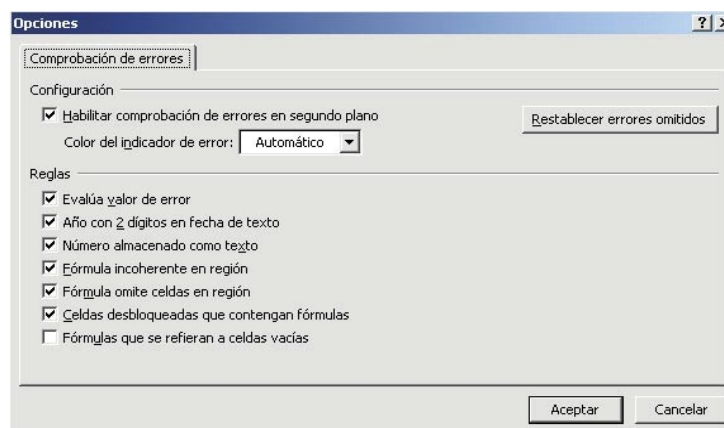 Opciones
Comprobación de errores
Configuración
Habilitar comprobación de errores en segundo plano
Restablecer errores omitidos
Color del indicador de error: Automático
Reglas
Evalúa valor de error
Año con 2 dígitos en fecha de texto
Número almacenado como texto
Fórmula incoherente en región
Fórmula omite celdas en región
Celdas desbloqueadas que contengan fórmulas
Fórmulas que se refieran a celdas vacías
Aceptar Cancelar